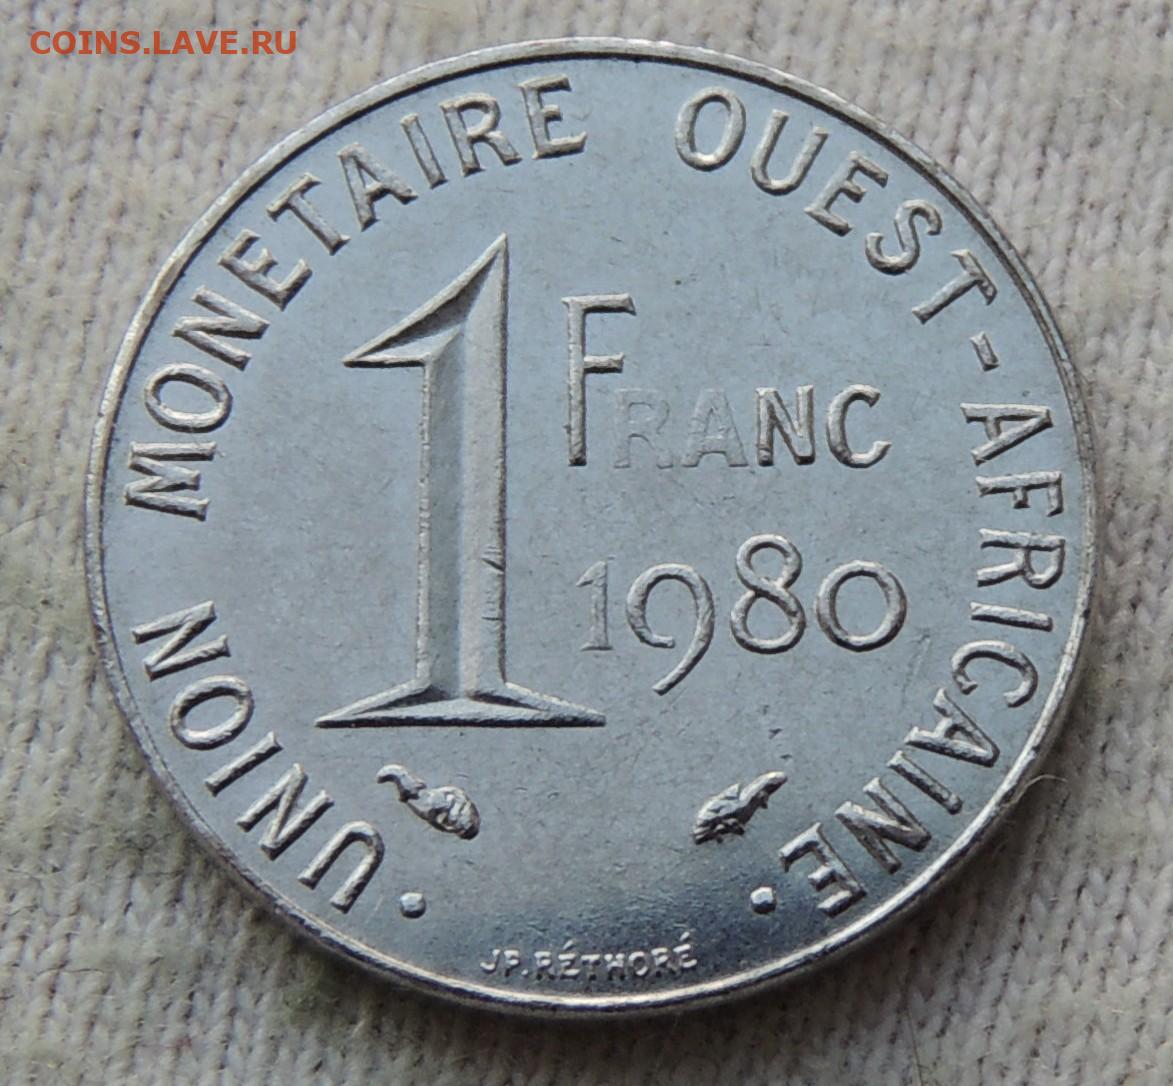 COINS.LAVE.RU
· UNION MONETAIRE OUEST-AFRICAINE ·
1 FRANC
1980
JP. RÉTHORÉ